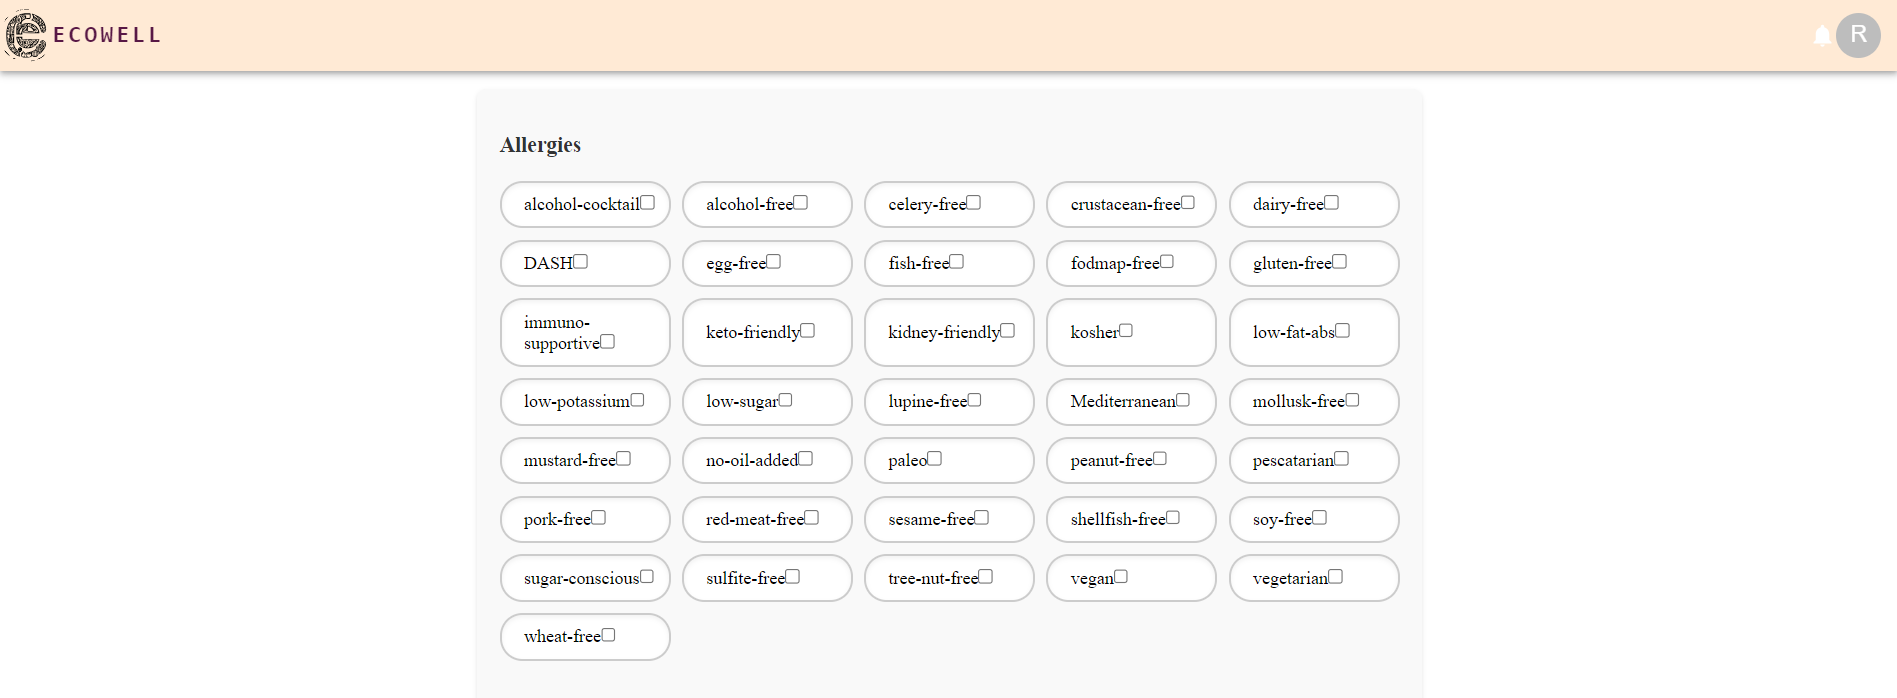 ECOWELL
R
Allergies
alcohol-cocktail
alcohol-free
celery-free
crustacean-free
dairy-free
DASH
egg-free
fish-free
fodmap-free
gluten-free
immuno-
supportive
keto-friendly
kidney-friendly
kosher
low-fat-abs
low-potassium
low-sugar
lupine-free
Mediterranean
mollusk-free
mustard-free
no-oil-added
paleo
peanut-free
pescatarian
pork-free
red-meat-free
sesame-free
shellfish-free
soy-free
sugar-conscious
sulfite-free
tree-nut-free
vegan
vegetarian
wheat-free